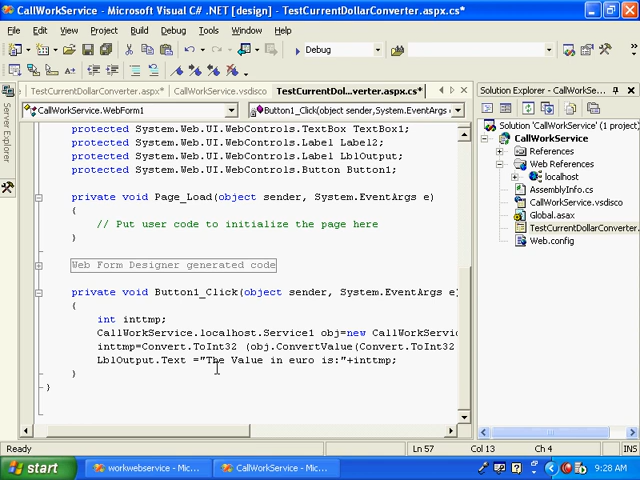 CallWorkService - Microsoft Visual C# .NET [design] - TestCurrentDollarConverter.aspx.cs*
File Edit View Project Build Debug Tools Window Help
Debug
TestCurrentDollarConverter.aspx* CallWorkService.vsdisco TestCurrentDol...verter.aspx.cs*
CallWorkService.WebForm1 Button1_Click(object sender,System.EventArgs e
protected System.Web.UI.WebControls.TextBox TextBox1;
protected System.Web.UI.WebControls.Label Label2;
protected System.Web.UI.WebControls.Label LblOutput;
protected System.Web.UI.WebControls.Button Button1;
private void Page_Load(object sender, System.EventArgs e)
{
// Put user code to initialize the page here
}
Web Form Designer generated code
private void Button1_Click(object sender, System.EventArgs e)
{
int inttmp;
CallWorkService.localhost.Service1 obj=new CallWorkServic
inttmp=Convert.ToInt32 (obj.ConvertValue(Convert.ToInt32
LblOutput.Text ="The Value in euro is:"+inttmp;
}
}
Server Explorer
Solution Explorer - CallWorkServ...
Solution 'CallWorkService' (1 project)
CallWorkService
References
Web References
localhost
AssemblyInfo.cs
CallWorkService.vsdisco
Global.asax
TestCurrentDollarConverter.
Web.config
Ready Ln 57 Col 13 Ch 4 INS
start workwebservice - Mic... CallWorkService - Mic... 9:28 AM